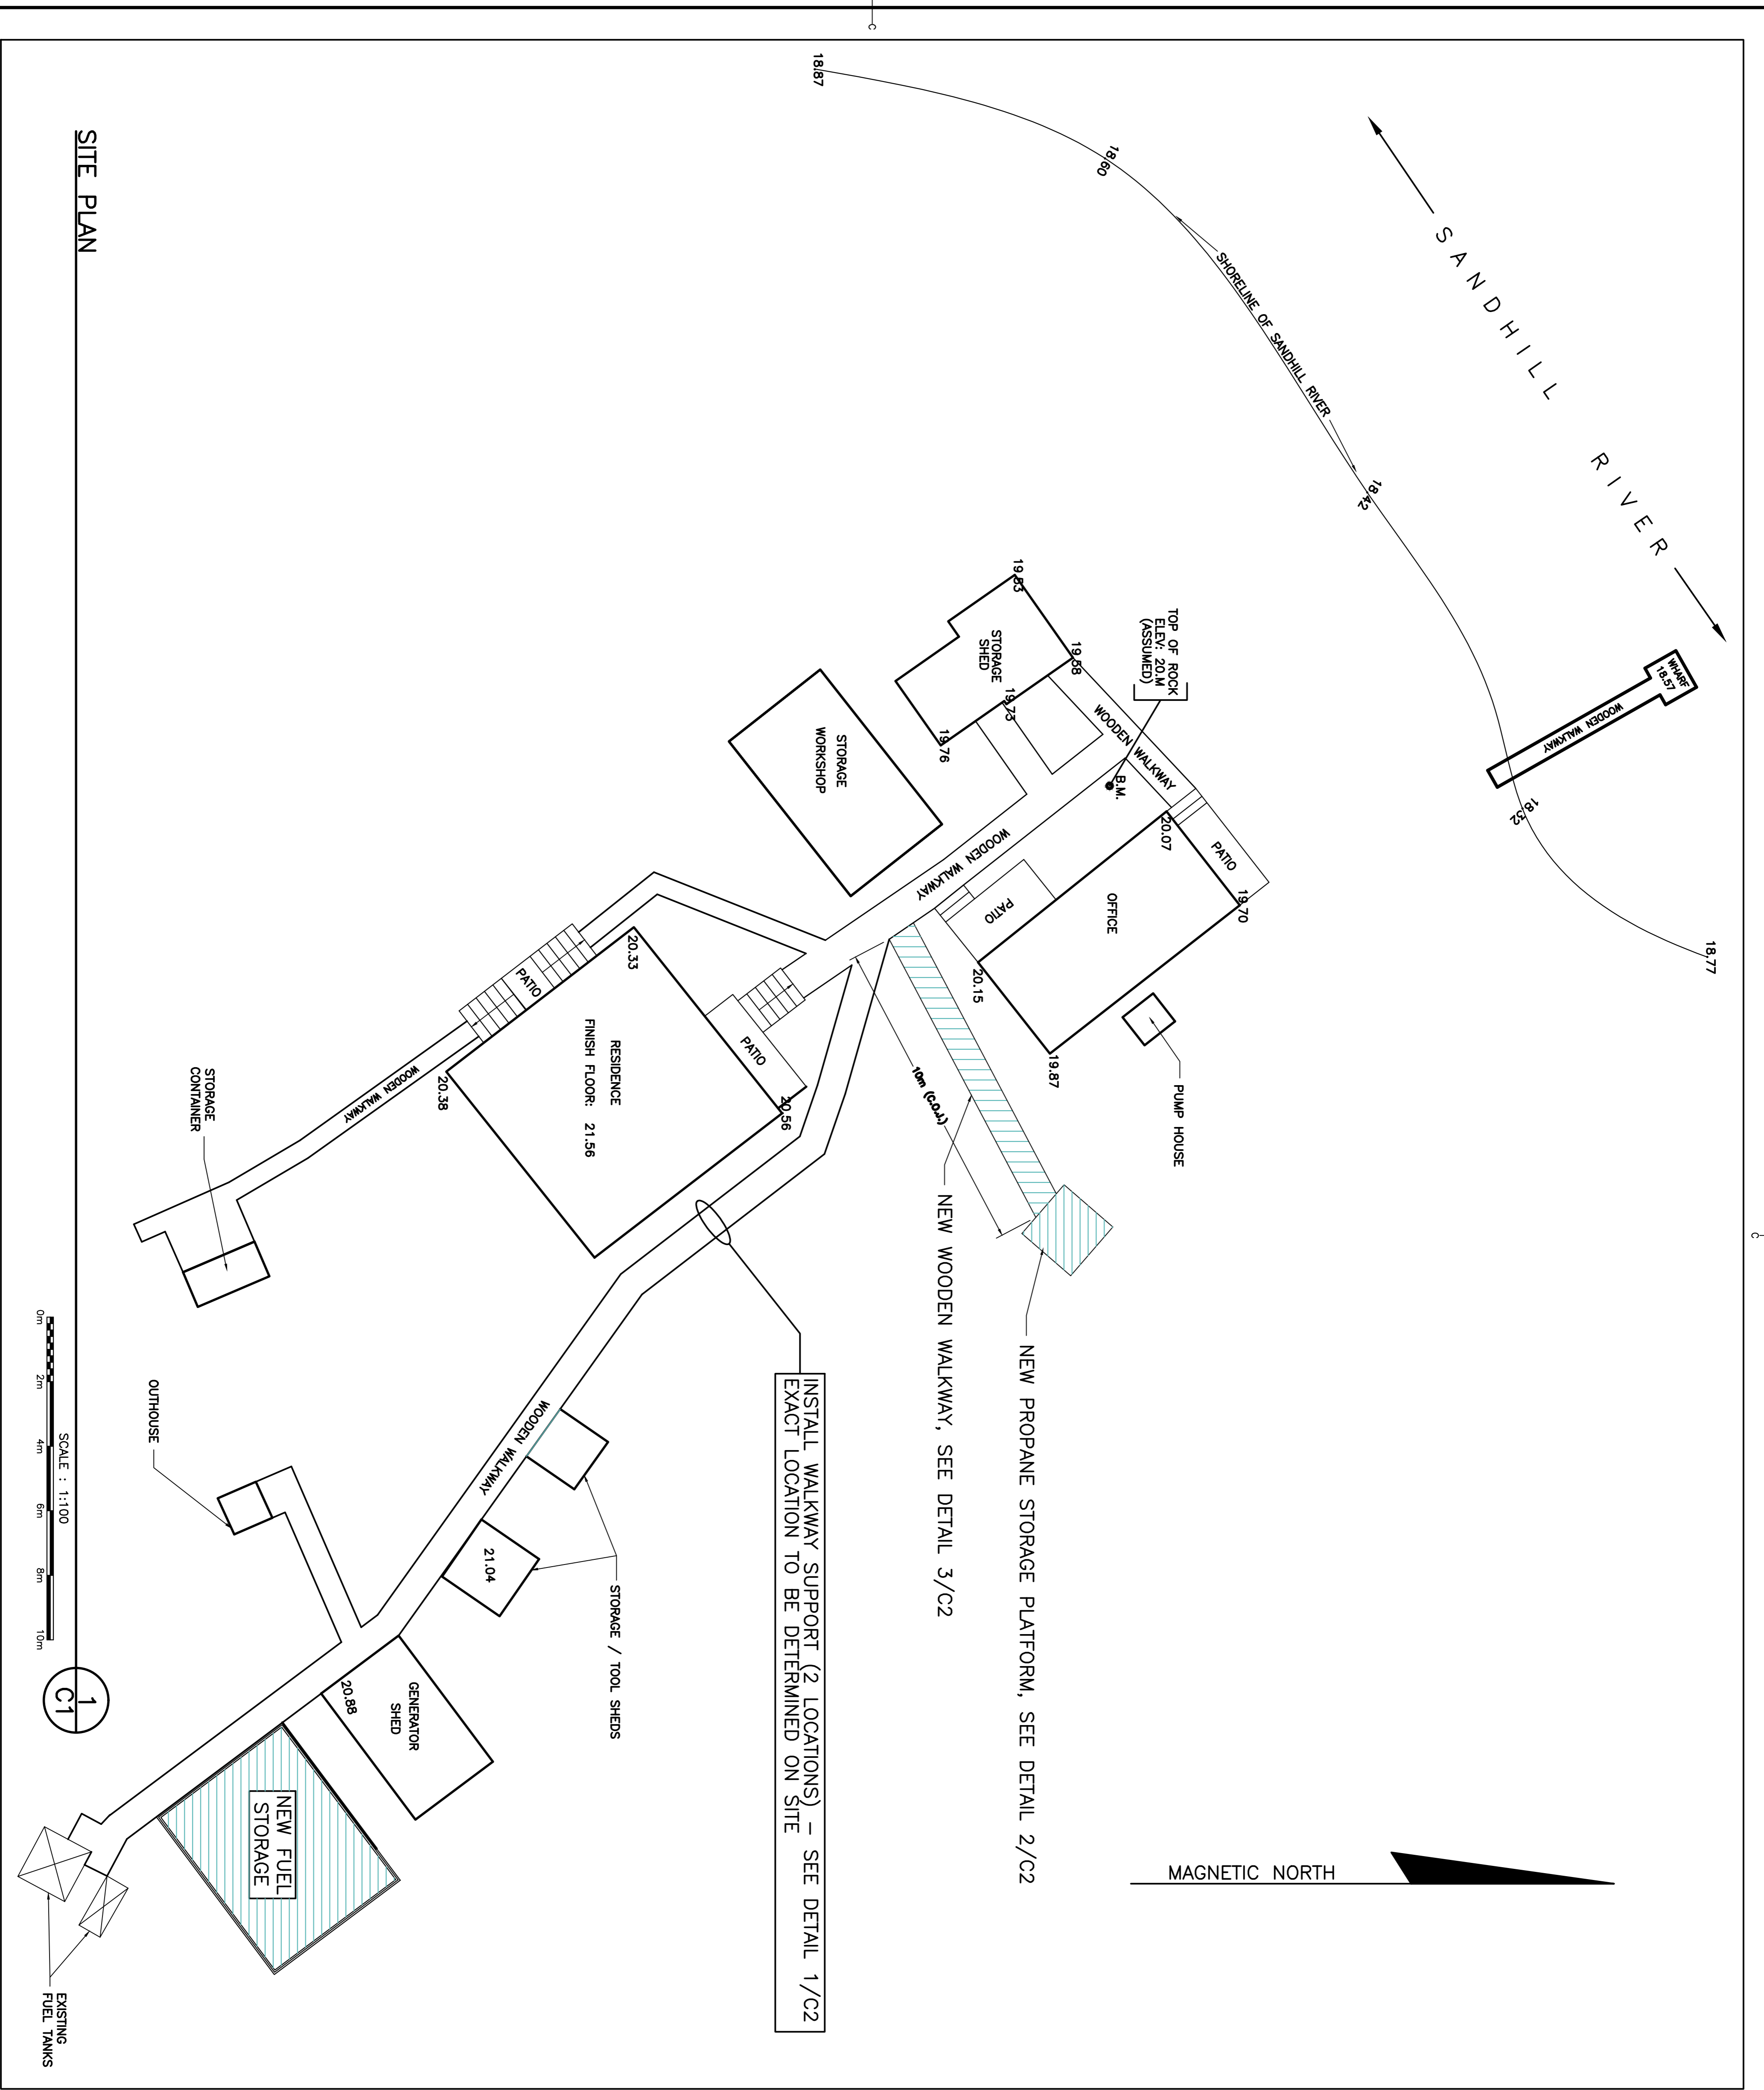 C
C
SANDHILL RIVER
WHARF
18.57
WOODEN WALKWAY
18.87
18.60
SHORELINE OF SANDHILL RIVER
18.42
18.32
18.77
TOP OF ROCK
ELEV: 20.M
(ASSUMED)
19.63
19.58
STORAGE
SHED
19.73
19.76
WOODEN WALKWAY
B.M.
20.07
PATIO
19.70
OFFICE
PATIO
20.15
19.87
PUMP HOUSE
STORAGE
WORKSHOP
WOODEN WALKWAY
10m (C.O.J.)
NEW WOODEN WALKWAY, SEE DETAIL 3/C2
NEW PROPANE STORAGE PLATFORM, SEE DETAIL 2/C2
20.33
PATIO
RESIDENCE
FINISH FLOOR: 21.56
PATIO
20.56
20.38
WOODEN WALKWAY
STORAGE
CONTAINER
INSTALL WALKWAY SUPPORT (2 LOCATIONS) – SEE DETAIL 1/C2
EXACT LOCATION TO BE DETERMINED ON SITE
WOODEN WALKWAY
21.04
STORAGE / TOOL SHEDS
OUTHOUSE
GENERATOR
SHED
20.88
NEW FUEL
STORAGE
EXISTING
FUEL TANKS
MAGNETIC NORTH
SITE PLAN
SCALE : 1:100
0m 2m 4m 6m 8m 10m
1
C1